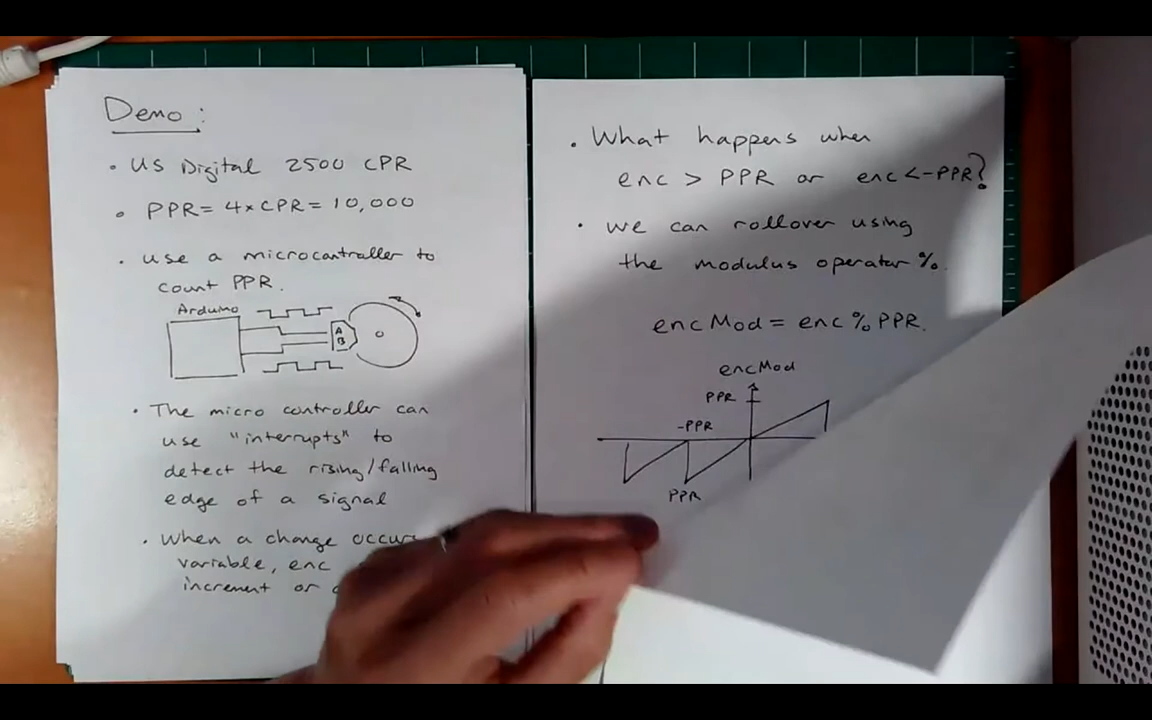 Demo:
• US Digital 2500 CPR
• PPR = 4 × CPR = 10,000
• use a microcontroller to
count PPR.
Arduino
A
B
• The micro controller can
use "interrupts" to
detect the rising/falling
edge of a signal
• When a change occurs
variable, enc
increment or
• What happens when
enc > PPR or enc < -PPR?
• we can rollover using
the modulus operator %.
encMod = enc % PPR.
encMod
PPR
-PPR
PPR